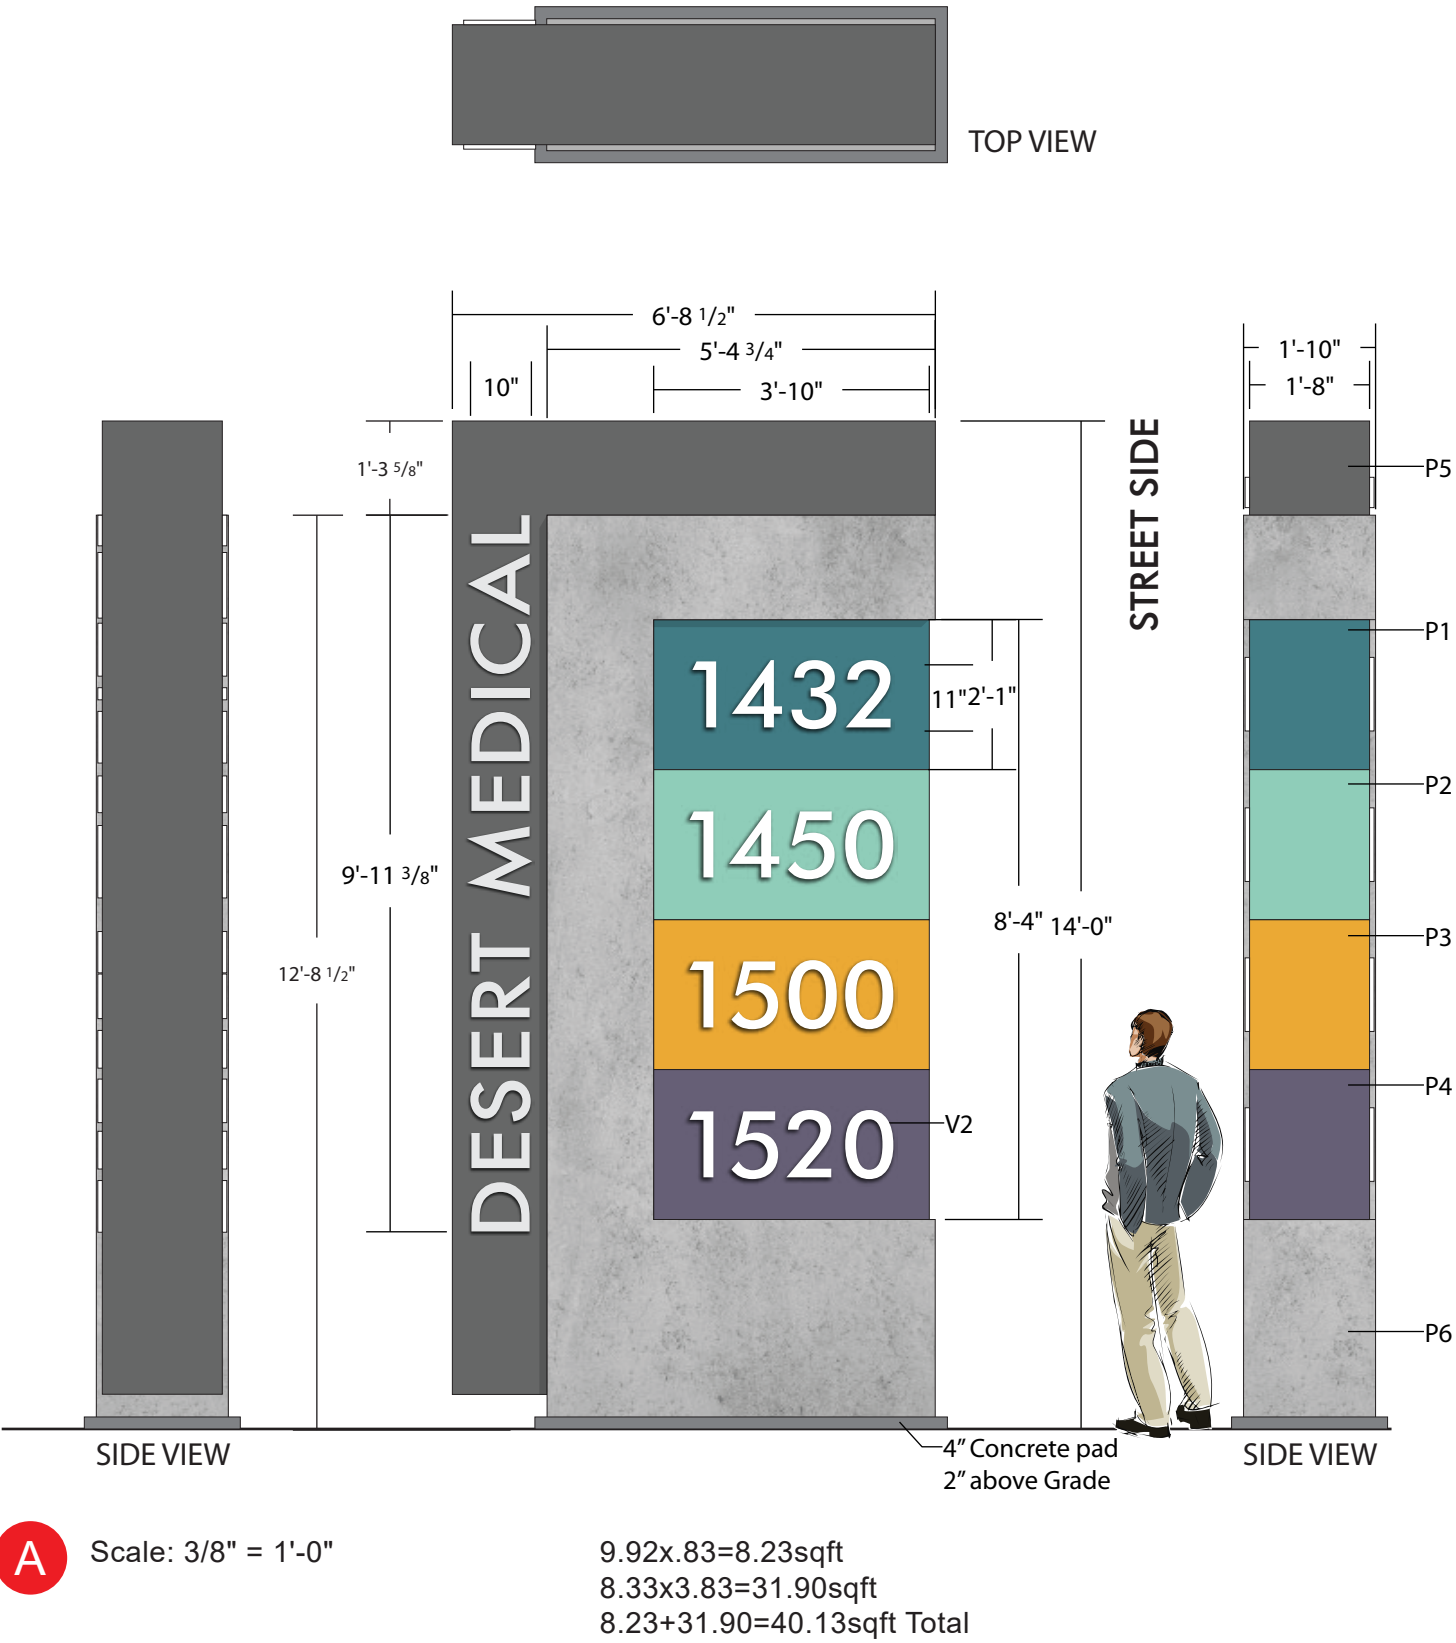 TOP VIEW
6'-8 1/2"
5'-4 3/4"
10"
3'-10"
1'-10"
1'-8"
1'-3 5/8"
STREET SIDE
P5
DESERT MEDICAL
P1
1432
11"
2'-1"
P2
1450
9'-11 3/8"
8'-4"
14'-0"
P3
12'-8 1/2"
1500
P4
1520
V2
P6
SIDE VIEW
4" Concrete pad
2" above Grade
SIDE VIEW
A
Scale: 3/8" = 1'-0"
9.92x.83=8.23sqft
8.33x3.83=31.90sqft
8.23+31.90=40.13sqft Total